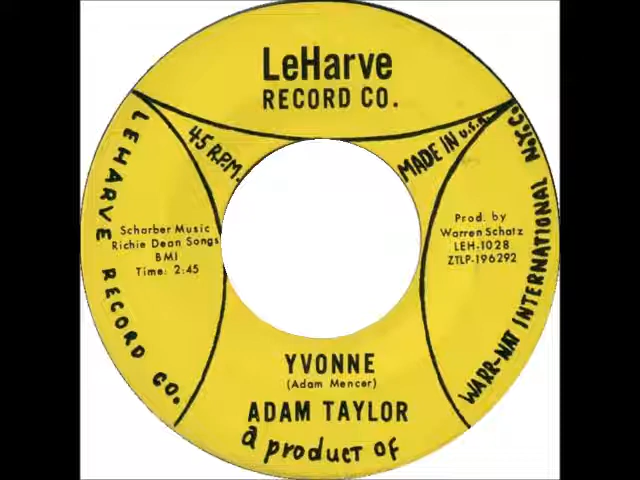 LeHarve
RECORD CO.
45 R.P.M.
MADE IN U.S.A.
LEHARVE RECORD CO.
Scharber Music
Richie Dean Songs
BMI
Time: 2:45
Prod. by
Warren Schatz
LEH-1028
ZTLP-196292
WARR-NAT INTERNATIONAL N.Y.C.
YVONNE
(Adam Mencer)
ADAM TAYLOR
a product of